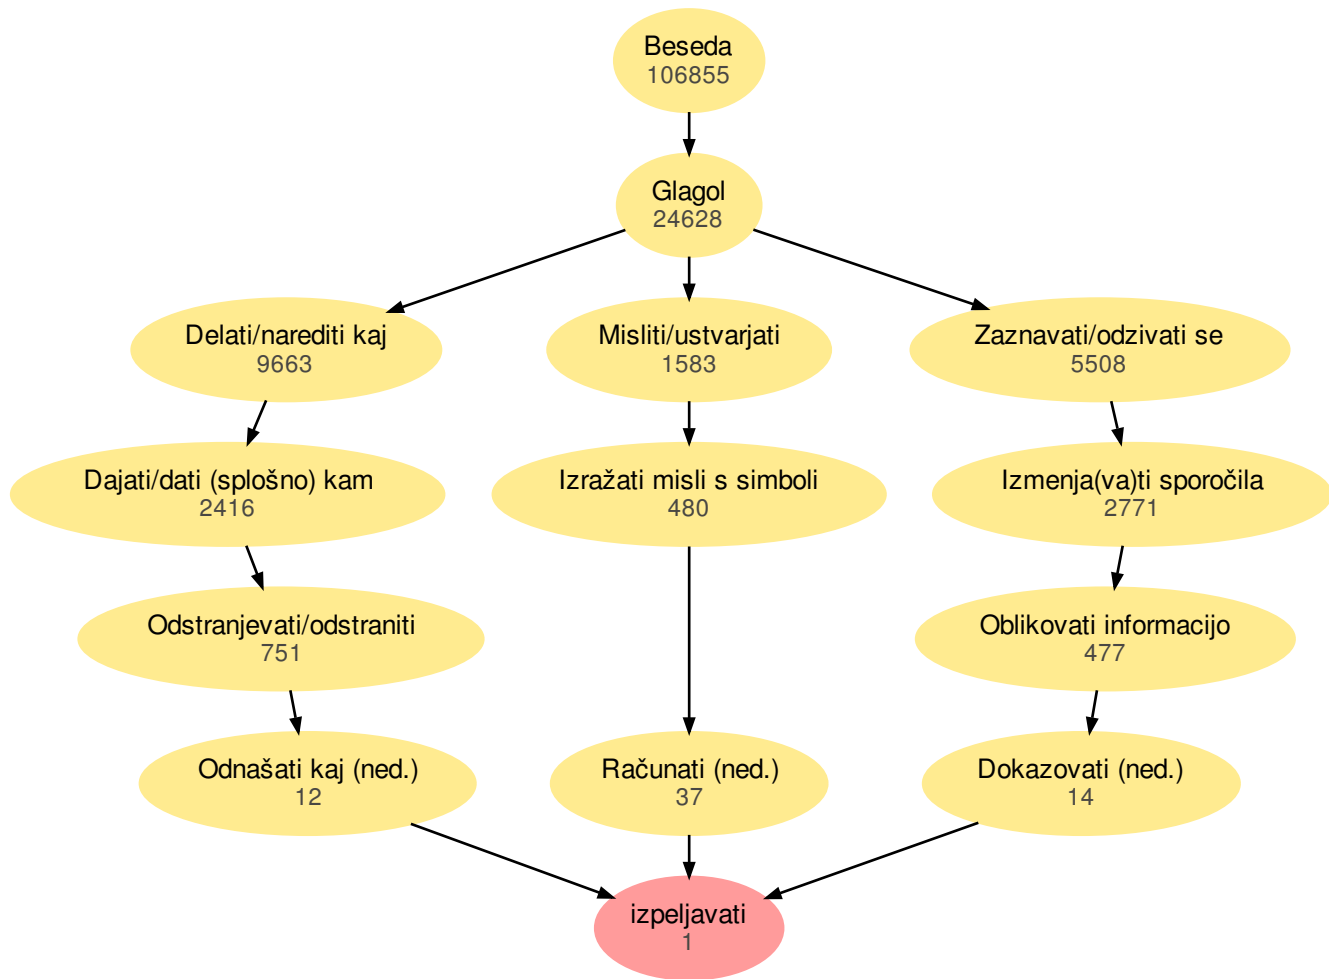 Beseda
106855
Glagol
24628
Delati/narediti kaj
9663
Misliti/ustvarjati
1583
Zaznavati/odzivati se
5508
Dajati/dati (splošno) kam
2416
Izražati misli s simboli
480
Izmenja(va)ti sporočila
2771
Odstranjevati/odstraniti
751
Oblikovati informacijo
477
Odnašati kaj (ned.)
12
Računati (ned.)
37
Dokazovati (ned.)
14
izpeljavati
1